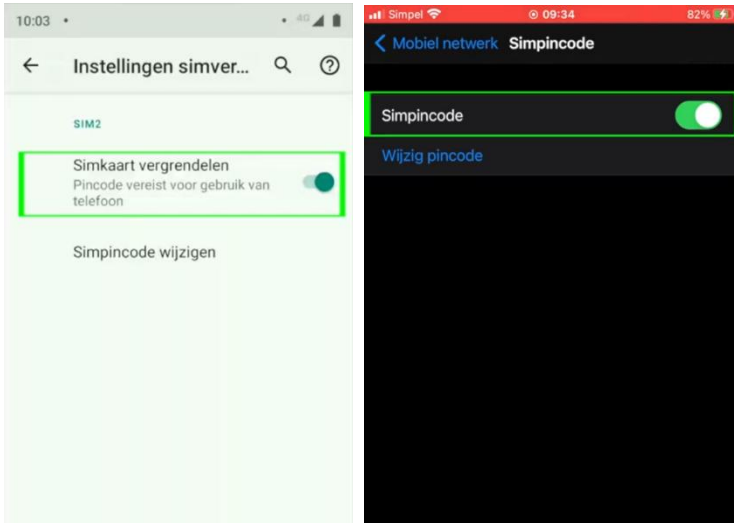 10:03
4G
Instellingen simver...
SIM2
Simkaart vergrendelen
Pincode vereist voor gebruik van
telefoon
Simpincode wijzigen
Simpel 09:34 82%
Mobiel netwerk Simpincode
Simpincode
Wijzig pincode